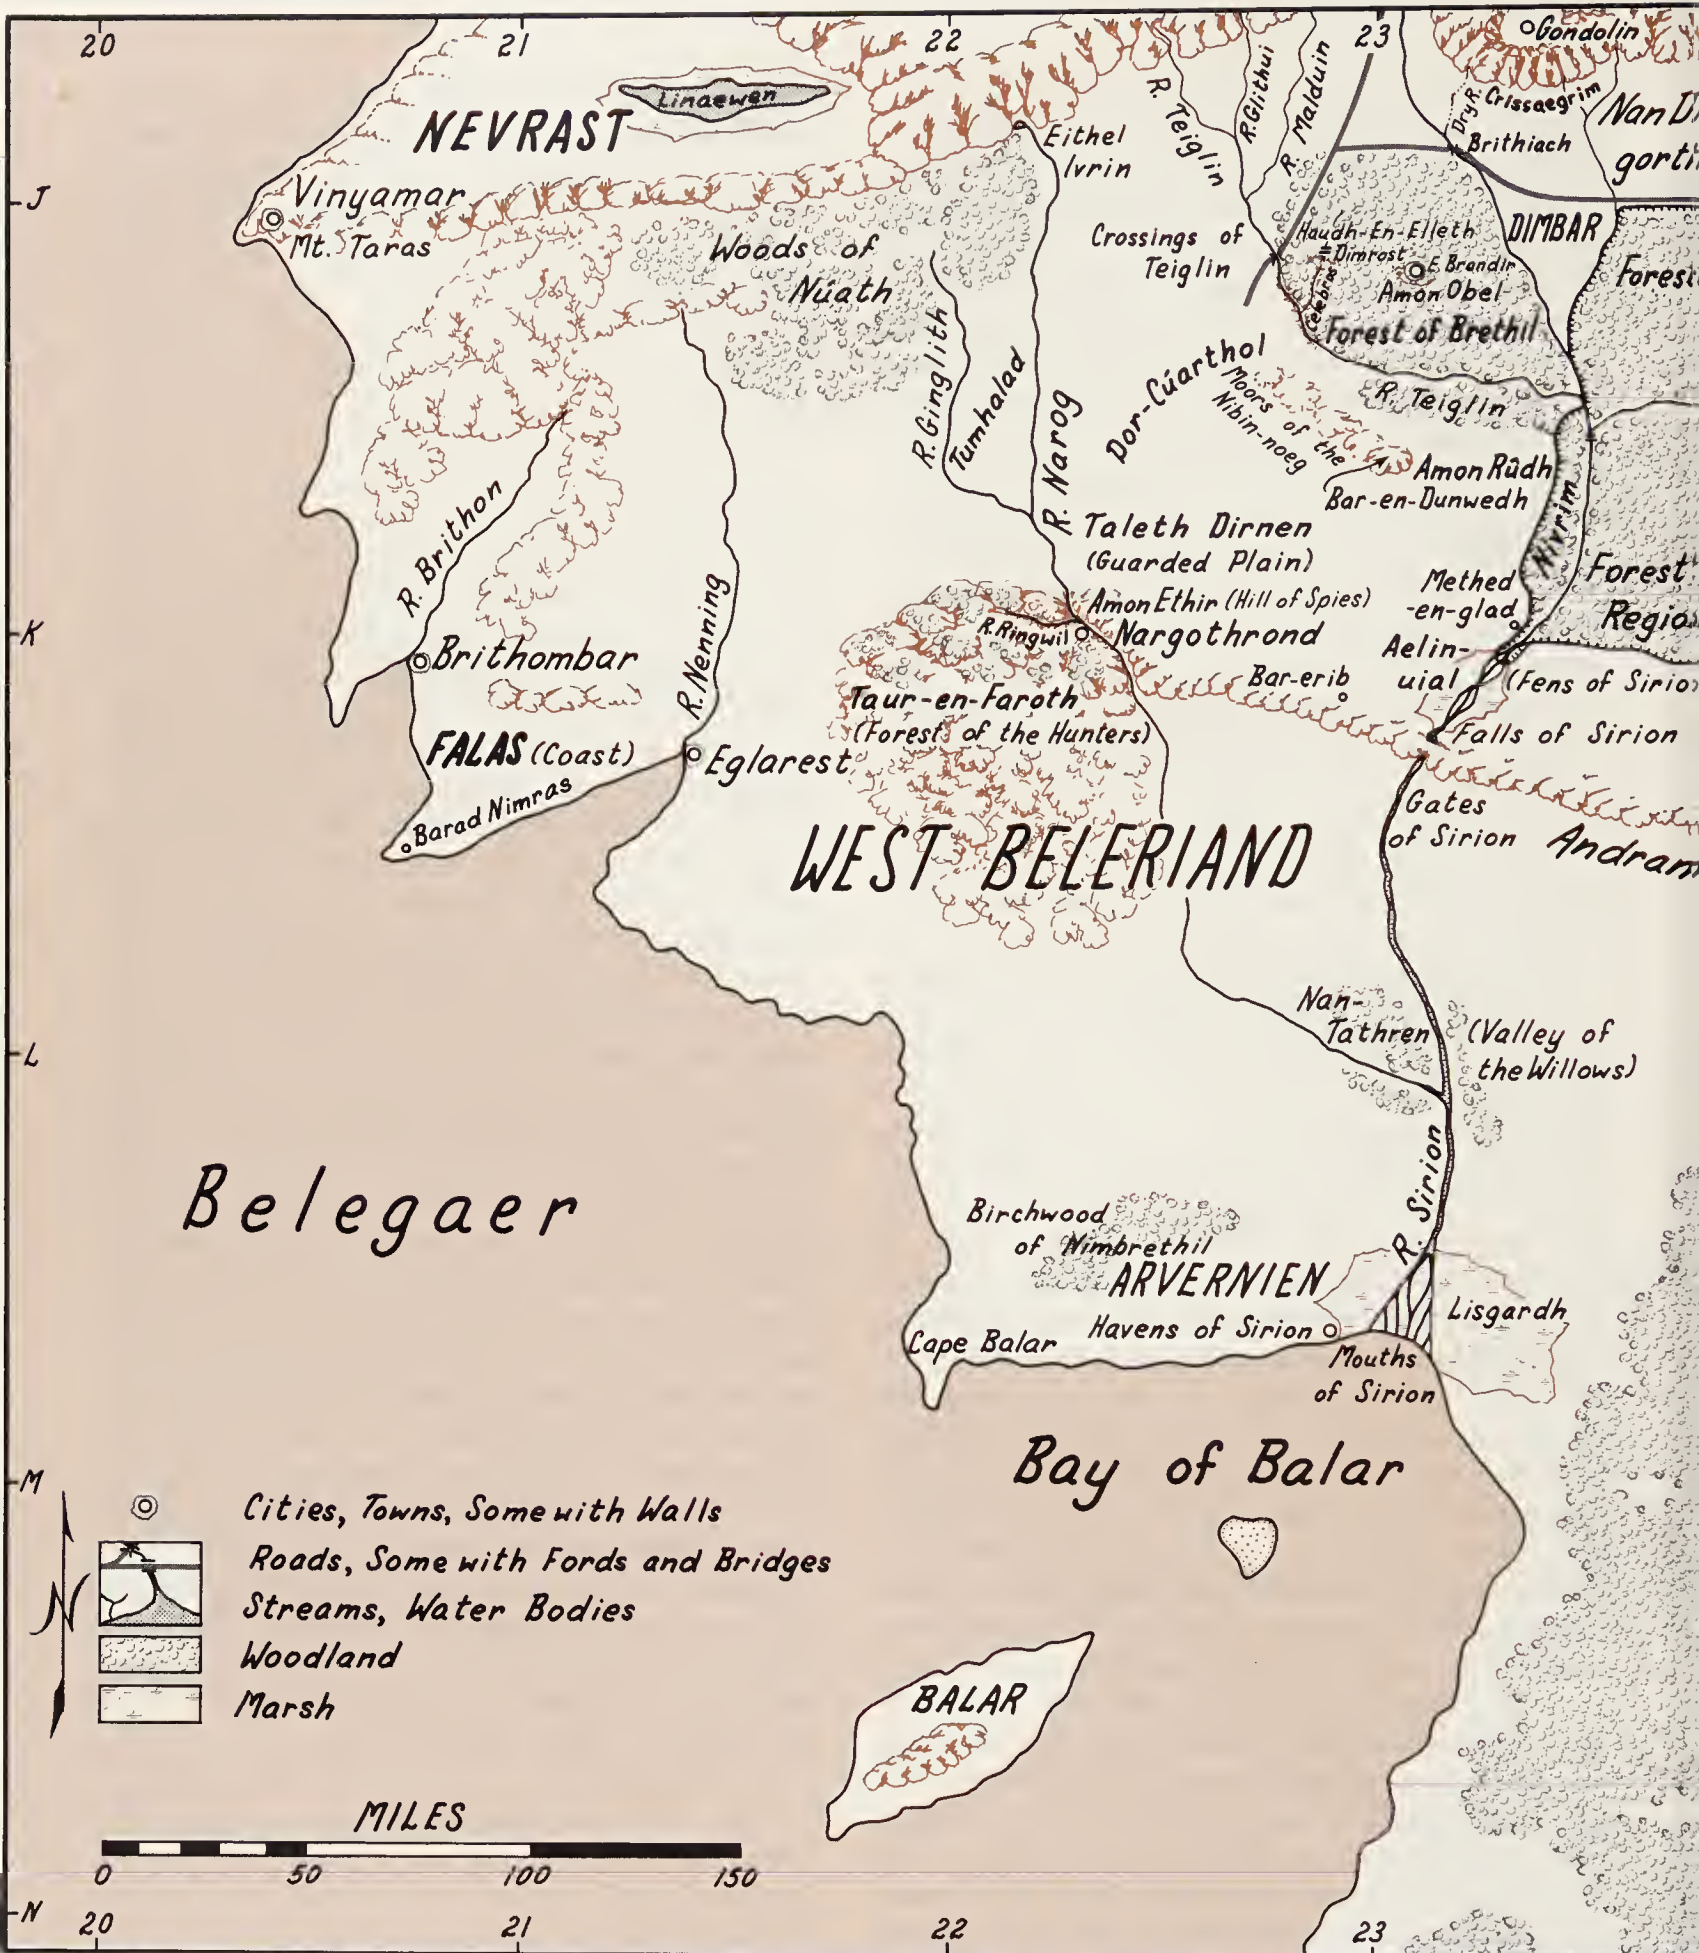 20
21
22
23
Gondolin
Linaewen
NEVRAST
Eithel
Ivrin
R. Teiglin
R. Glithui
R. Malduin
Dry R.
Crissaegrim
Brithiach
J
Vinyamar
Mt. Taras
Woods of
Núath
Crossings of
Teiglin
Haudh-En-Elleth
Dimrost
E. Brandir
Amon Obel
Celebros
Forest of Brethil
DIMBAR
R. Ginglith
Tumhalad
R. Narog
Dor-Cúarthol
Moors of the
Nibin-noeg
R. Teiglin
Amon Rûdh
Bar-en-Dunwedh
Nivrim
R. Brithon
R. Nenning
Taleth Dirnen
(Guarded Plain)
Methed
-en-glad
Forest
K
Amon Ethir (Hill of Spies)
R. Ringwil
Nargothrond
Brithombar
Aelin-
uial
(Fens of
Bar-erib
Taur-en-Faroth
(Forest of the Hunters)
Falls of Sirion
FALAS (Coast)
Eglarest
Barad Nimras
Gates
of Sirion
Andram
WEST BELERIAND
Nan-
Tathren
(Valley of
the Willows)
L
Belegaer
R. Sirion
Birchwood
of Nimbrethil
ARVERNIEN
Lisgardh
Havens of Sirion
Cape Balar
Mouths
of Sirion
Bay of Balar
M
Cities, Towns, Some with Walls
Roads, Some with Fords and Bridges
Streams, Water Bodies
Woodland
Marsh
N
BALAR
MILES
0
50
100
150
N
20
21
22
23